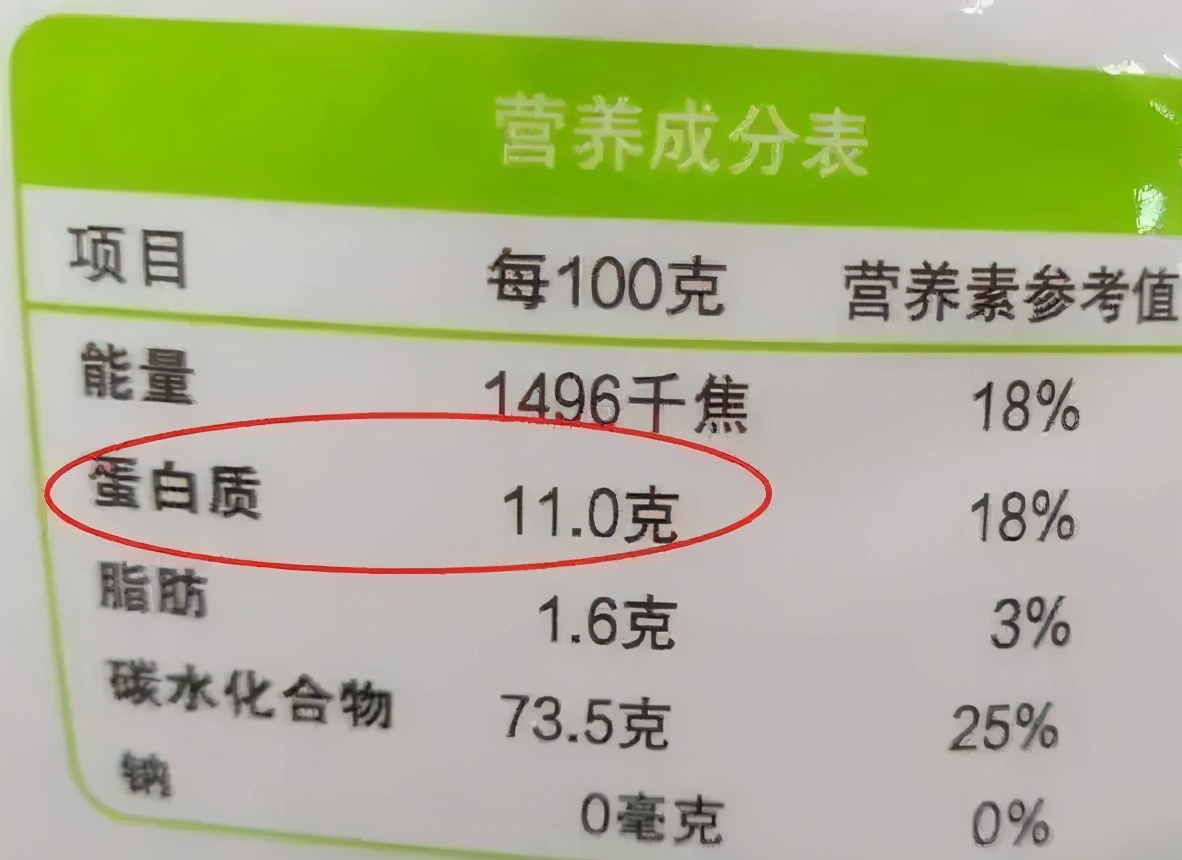 营养成分表
项目 每100克 营养素参考值
能量 1496千焦 18%
蛋白质 11.0克 18%
脂肪 1.6克 3%
碳水化合物 73.5克 25%
钠 0毫克 0%